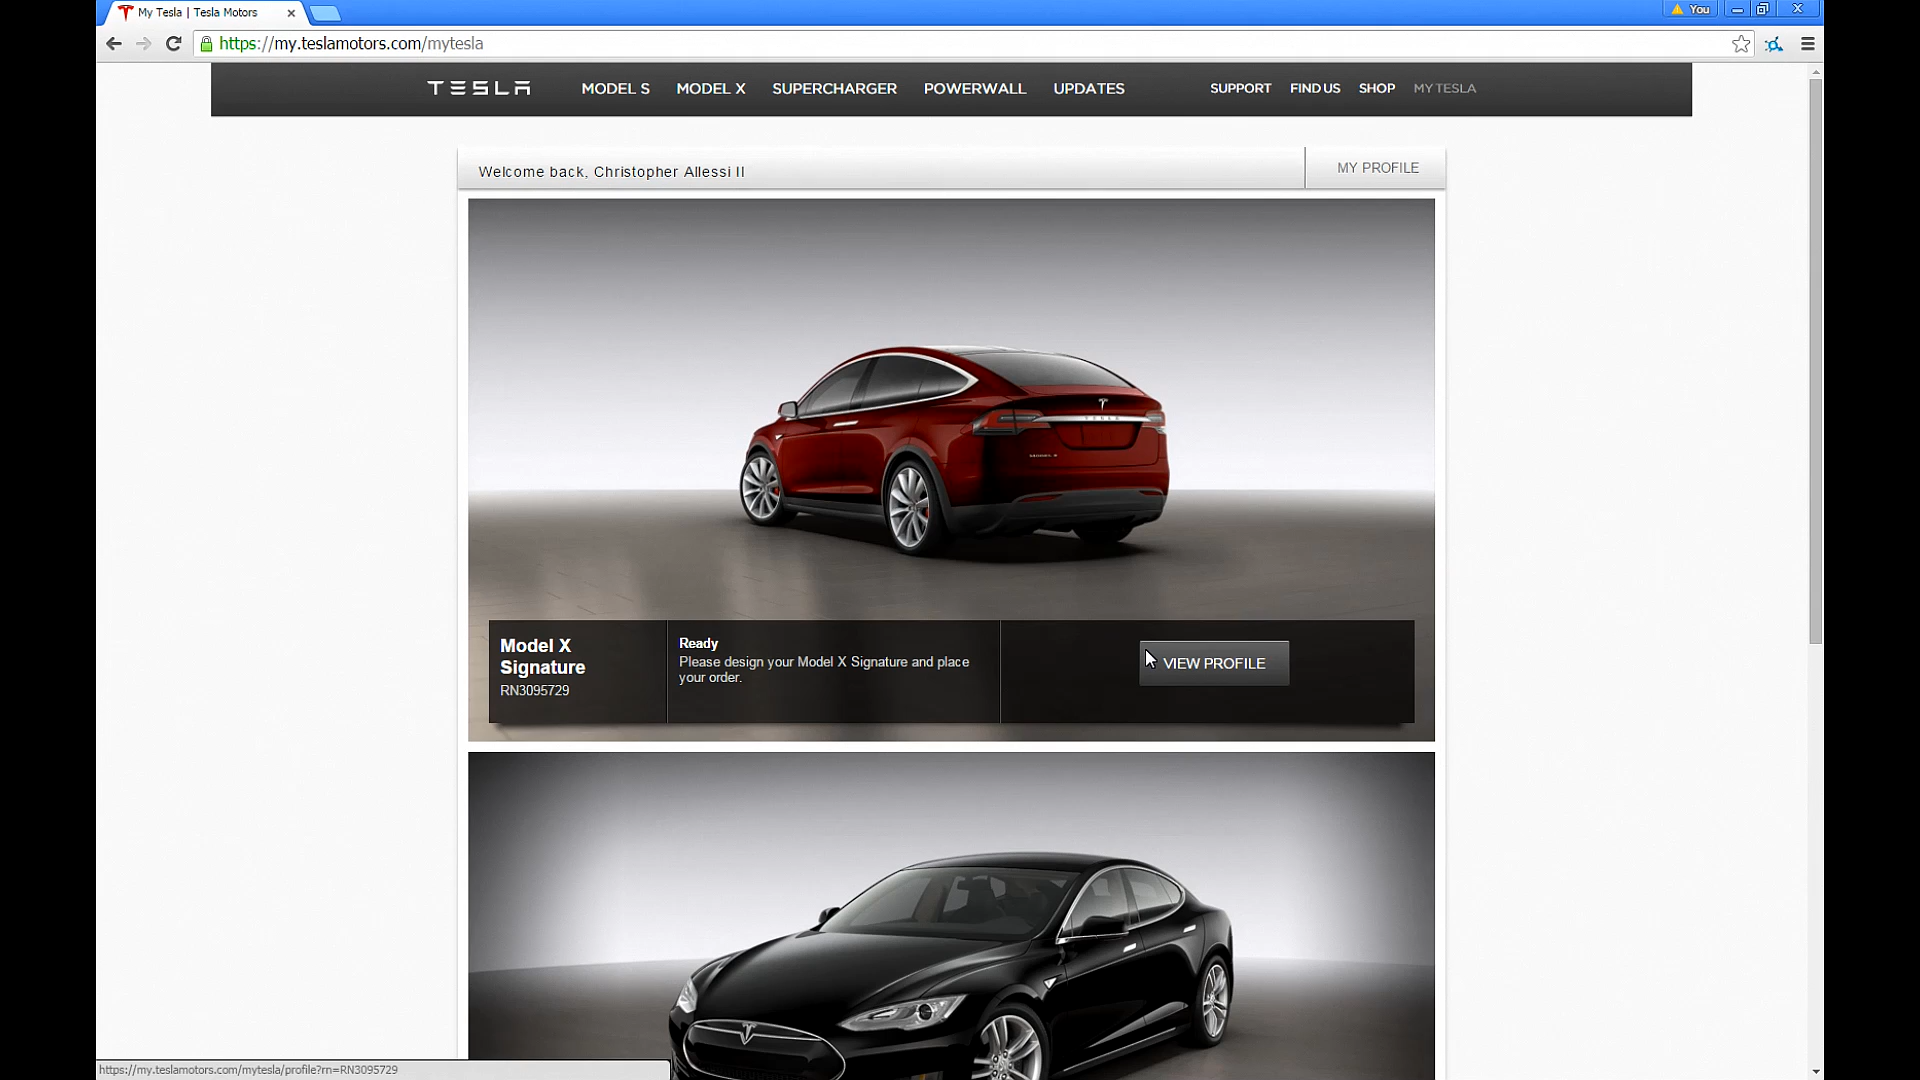 My Tesla | Tesla Motors
You
https://my.teslamotors.com/mytesla
TESLA MODEL S MODEL X SUPERCHARGER POWERWALL UPDATES SUPPORT FIND US SHOP MY TESLA
Welcome back, Christopher Allessi II
MY PROFILE
Model X
Signature
RN3095729
Ready
Please design your Model X Signature and place
your order.
VIEW PROFILE
https://my.teslamotors.com/mytesla/profile?rn=RN3095729